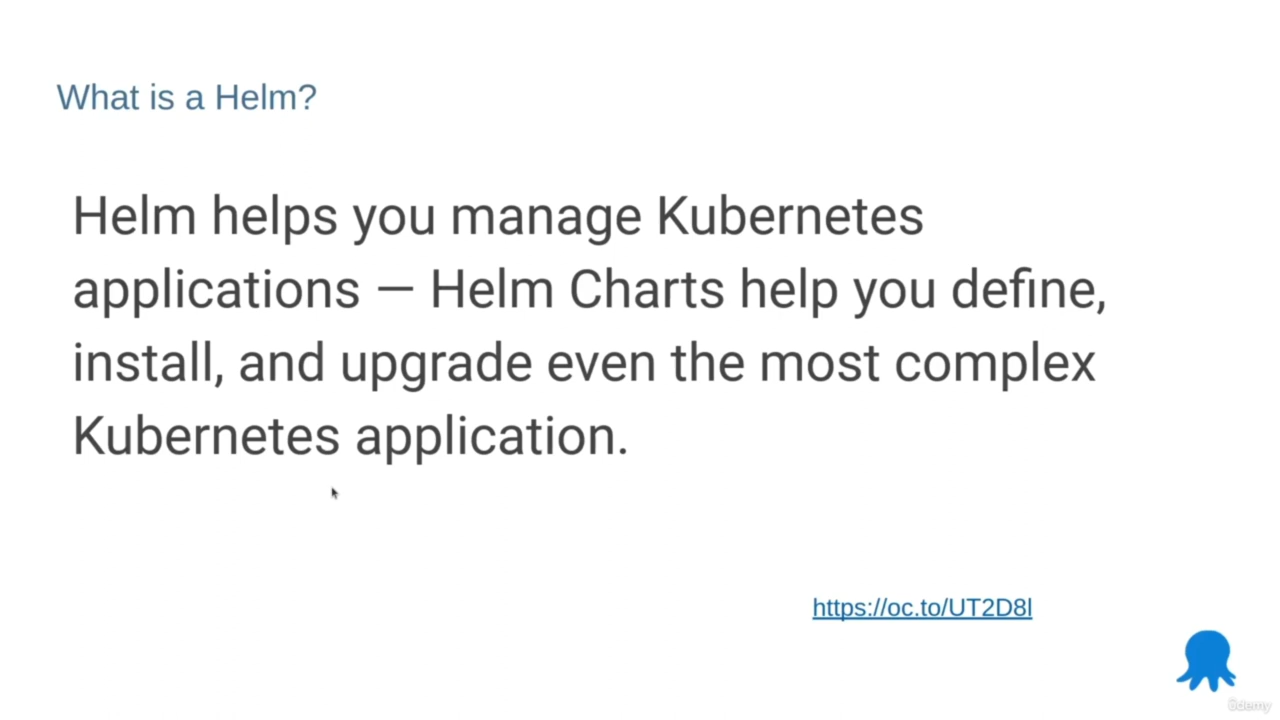 What is a Helm?
Helm helps you manage Kubernetes
applications — Helm Charts help you define,
install, and upgrade even the most complex
Kubernetes application.
https://oc.to/UT2D8l
ûdemy